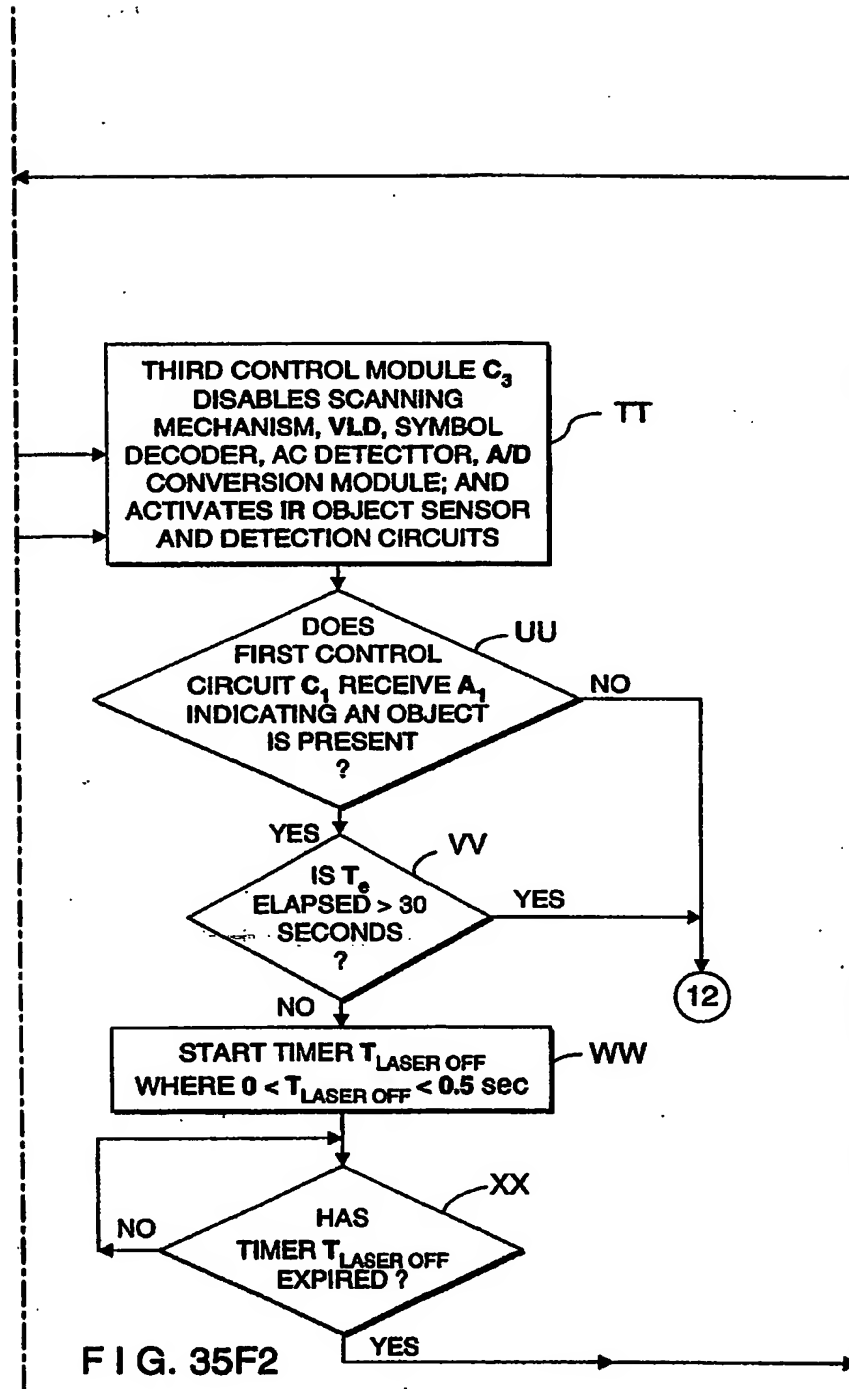 THIRD CONTROL MODULE C3
DISABLES SCANNING
MECHANISM, VLD, SYMBOL
DECODER, AC DETECTTOR, A/D
CONVERSION MODULE; AND
ACTIVATES IR OBJECT SENSOR
AND DETECTION CIRCUITS
TT
DOES
FIRST CONTROL
CIRCUIT C1 RECEIVE A1
INDICATING AN OBJECT
IS PRESENT
?
UU
NO
YES
IS Te
ELAPSED > 30
SECONDS
?
VV
YES
12
NO
START TIMER TLASER OFF
WHERE 0 < TLASER OFF < 0.5 sec
WW
HAS
TIMER TLASER OFF
EXPIRED ?
XX
NO
YES
FIG. 35F2